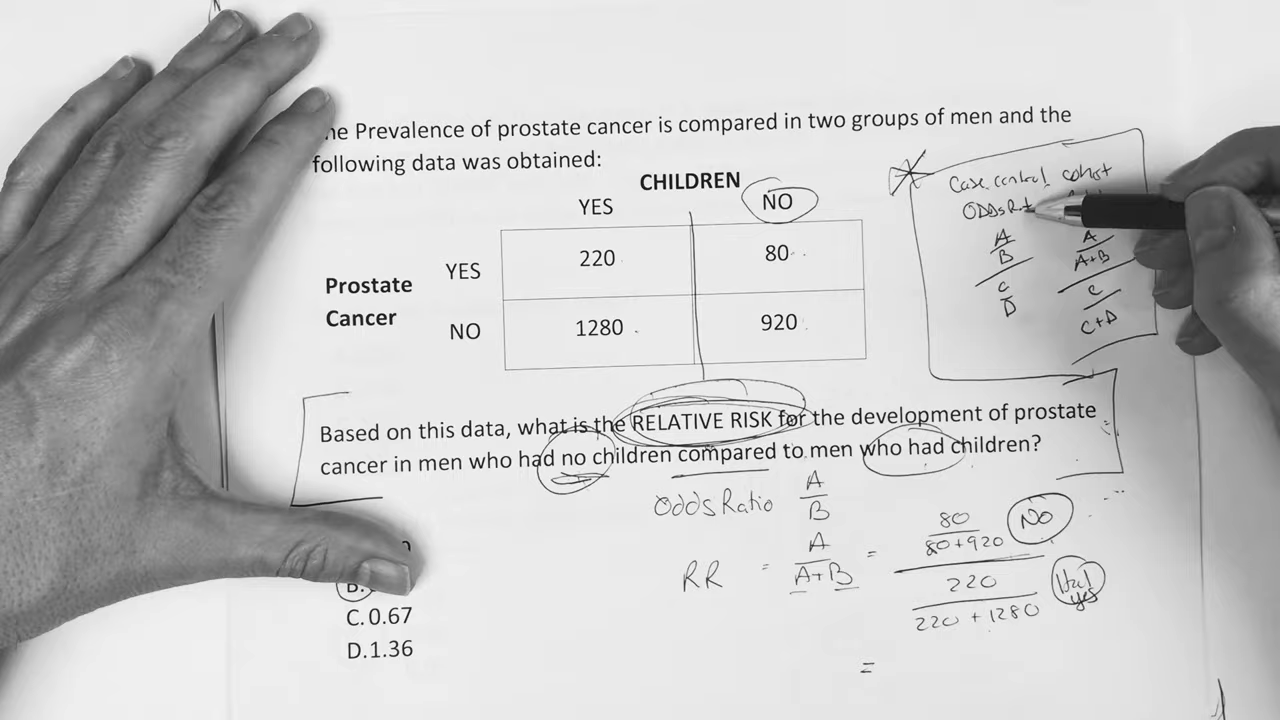 he Prevalence of prostate cancer is compared in two groups of men and the
following data was obtained:
CHILDREN
YES NO
Prostate
Cancer
YES 220 80
NO 1280 920
Case control cohort
ODDs Rat
A A
B A+B
C C
D C+D
Based on this data, what is the RELATIVE RISK for the development of prostate
cancer in men who had no children compared to men who had children?
Odds Ratio A
B
RR = A = 80 No
A+B 80+920
220 Had yes
220 + 1280
=
B.
C. 0.67
D. 1.36